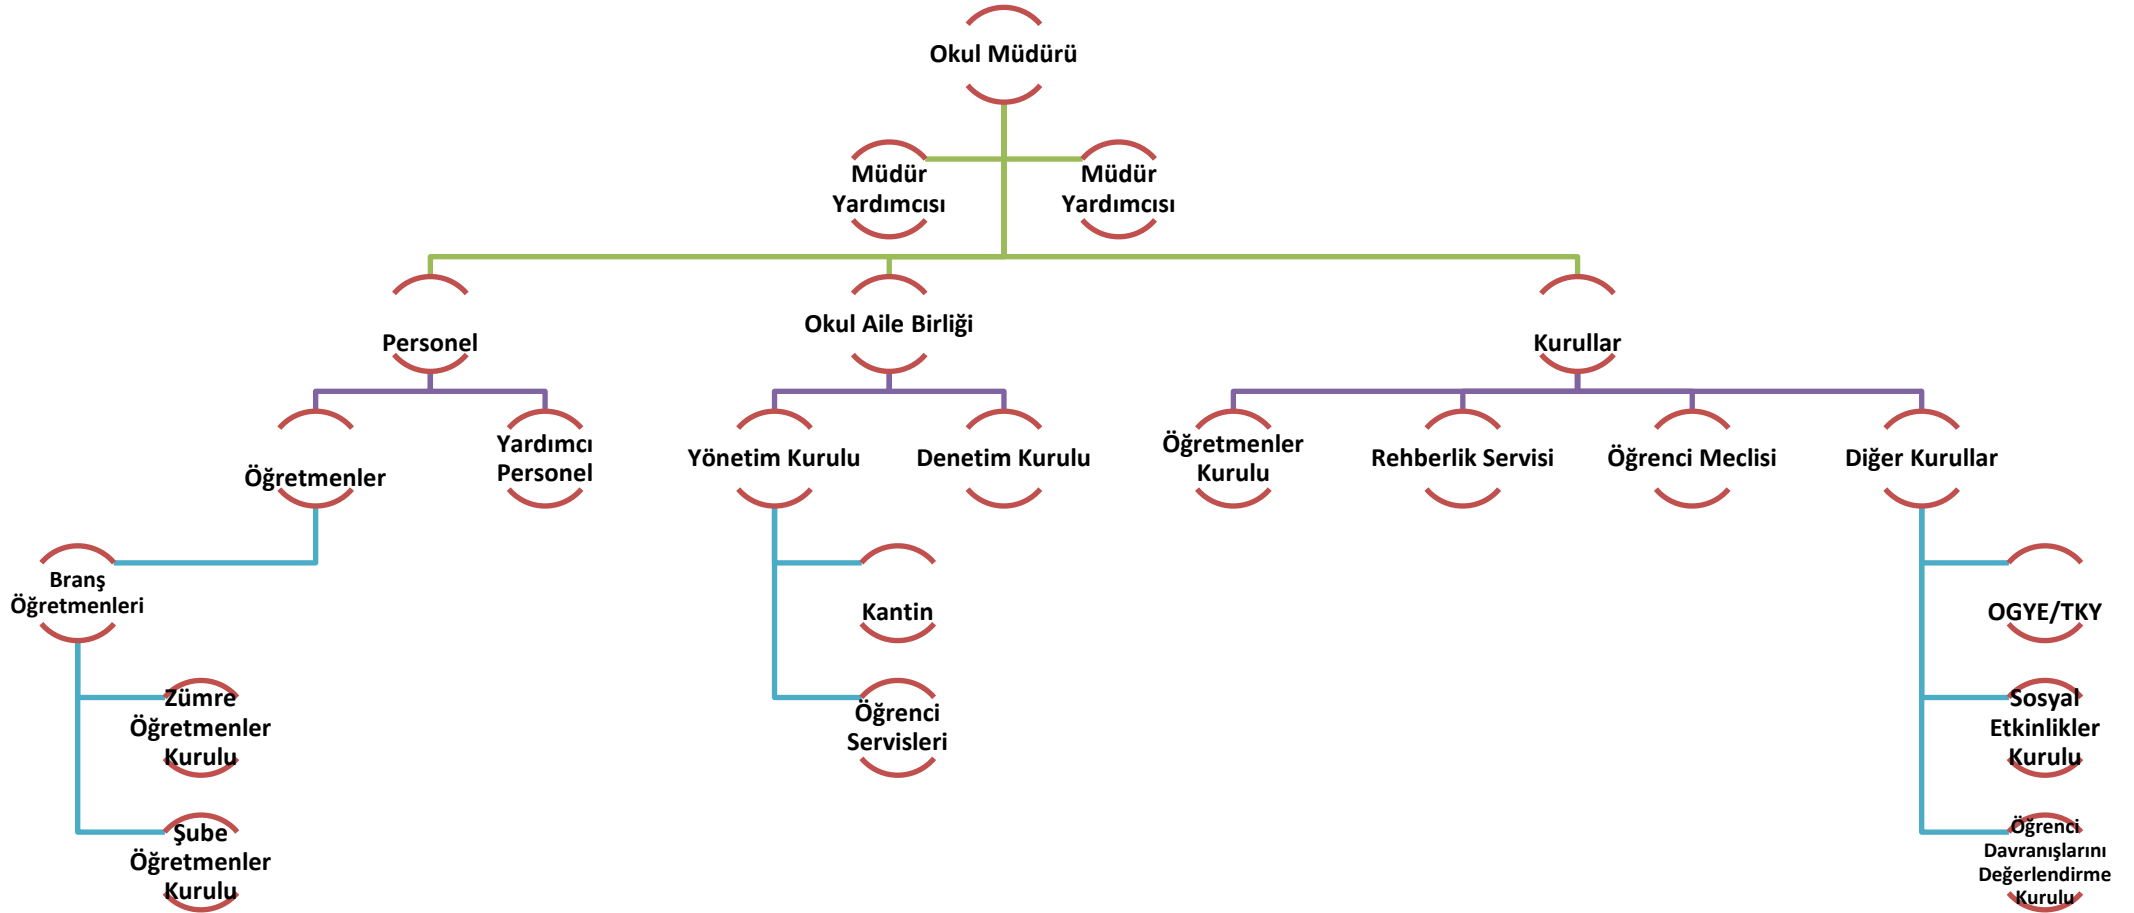 Okul Müdürü
Müdür
Yardımcısı
Müdür
Yardımcısı
Personel
Okul Aile Birliği
Kurullar
Öğretmenler
Yardımcı
Personel
Yönetim Kurulu
Denetim Kurulu
Öğretmenler
Kurulu
Rehberlik Servisi
Öğrenci Meclisi
Diğer Kurullar
Branş
Öğretmenleri
Kantin
OGYE/TKY
Zümre
Öğretmenler
Kurulu
Öğrenci
Servisleri
Sosyal
Etkinlikler
Kurulu
Şube
Öğretmenler
Kurulu
Öğrenci
Davranışlarını
Değerlendirme
Kurulu